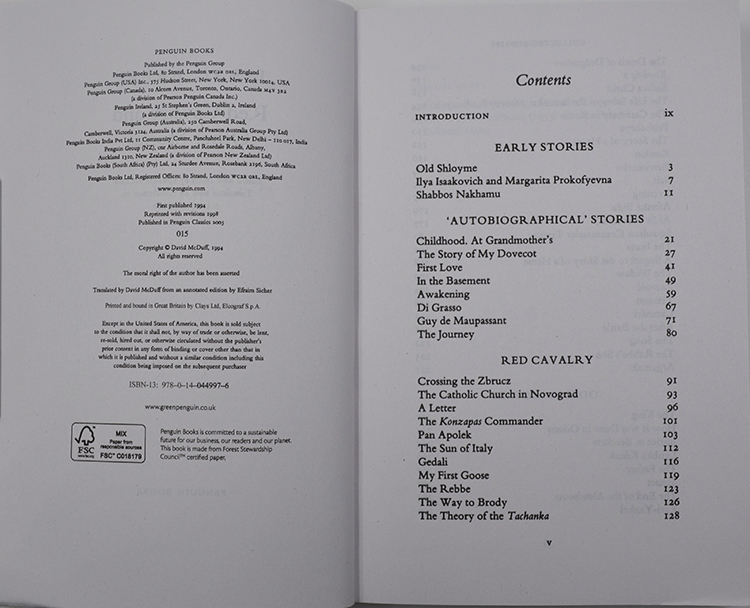 PENGUIN BOOKS
Published by the Penguin Group
Penguin Books Ltd, 80 Strand, London WC2R 0RL, England
Penguin Group (USA) Inc., 375 Hudson Street, New York, New York 10014, USA
Penguin Group (Canada), 10 Alcorn Avenue, Toronto, Ontario, Canada M4V 3B2
(a division of Pearson Penguin Canada Inc.)
Penguin Ireland, 25 St Stephen's Green, Dublin 2, Ireland
(a division of Penguin Books Ltd)
Penguin Group (Australia), 250 Camberwell Road,
Camberwell, Victoria 3124, Australia (a division of Pearson Australia Group Pty Ltd)
Penguin Books India Pvt Ltd, 11 Community Centre, Panchsheel Park, New Delhi – 110 017, India
Penguin Group (NZ), cnr Airborne and Rosedale Roads, Albany,
Auckland 1310, New Zealand (a division of Pearson New Zealand Ltd)
Penguin Books (South Africa) (Pty) Ltd, 24 Sturdee Avenue, Rosebank 2196, South Africa
Penguin Books Ltd, Registered Offices: 80 Strand, London WC2R 0RL, England
www.penguin.com
First published 1994
Reprinted with revisions 1998
Published in Penguin Classics 2005
015
Copyright © David McDuff, 1994
All rights reserved
The moral right of the author has been asserted
Translated by David McDuff from an annotated edition by Efraim Sicher
Printed and bound in Great Britain by Clays Ltd, Elcograf S.p.A.
Except in the United States of America, this book is sold subject
to the condition that it shall not, by way of trade or otherwise, be lent,
re-sold, hired out, or otherwise circulated without the publisher's
prior consent in any form of binding or cover other than that in
which it is published and without a similar condition including this
condition being imposed on the subsequent purchaser
ISBN-13: 978-0-14-044997-6
www.greenpenguin.co.uk
FSC
www.fsc.org
MIX
Paper from
responsible sources
FSC® C018179
Penguin Books is committed to a sustainable
future for our business, our readers and our planet.
This book is made from Forest Stewardship
Council™ certified paper.
Contents
INTRODUCTION ix
EARLY STORIES
Old Shloyme 3
Ilya Isaakovich and Margarita Prokofyevna 7
Shabbos Nakhamu 11
'AUTOBIOGRAPHICAL' STORIES
Childhood. At Grandmother's 21
The Story of My Dovecot 27
First Love 41
In the Basement 49
Awakening 59
Di Grasso 67
Guy de Maupassant 71
The Journey 80
RED CAVALRY
Crossing the Zbrucz 91
The Catholic Church in Novograd 93
A Letter 96
The Konzapas Commander 101
Pan Apolek 103
The Sun of Italy 112
Gedali 116
My First Goose 119
The Rebbe 123
The Way to Brody 126
The Theory of the Tachanka 128
v